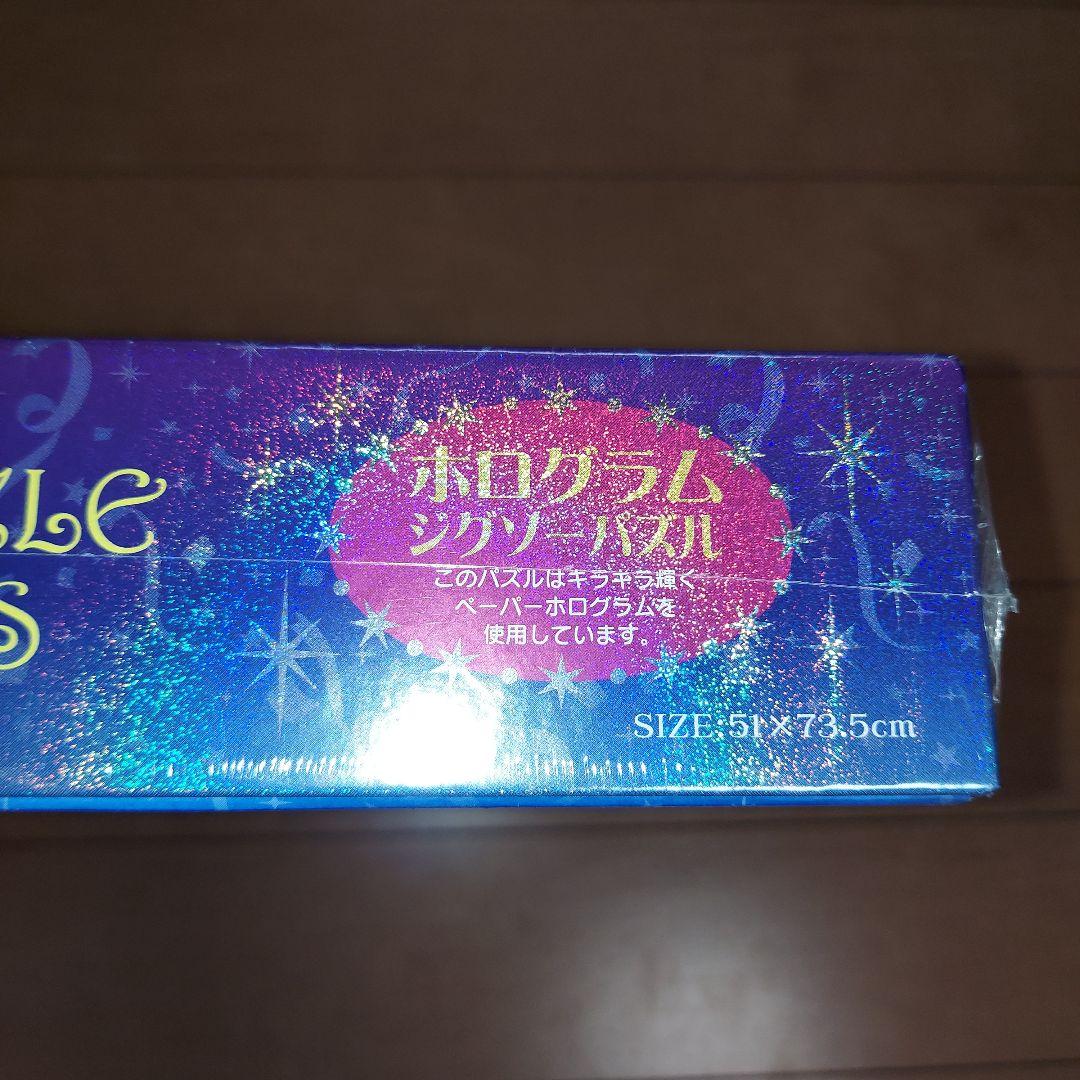 ホログラム
ジグソーパズル
このパズルはキラキラ輝く
ペーパーホログラムを
使用しています。
SIZE 51×73.5cm